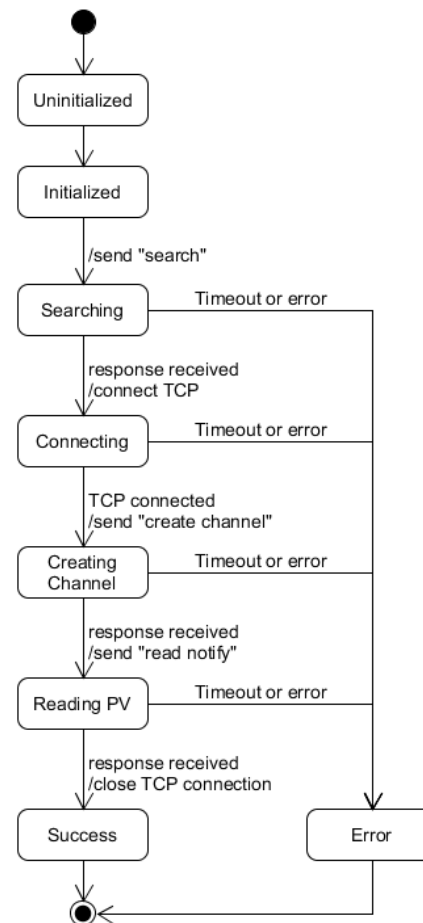 Uninitialized
Initialized
/send "search"
Searching
Timeout or error
response received
/connect TCP
Connecting
Timeout or error
TCP connected
/send "create channel"
Creating
Channel
Timeout or error
response received
/send "read notify"
Reading PV
Timeout or error
response received
/close TCP connection
Success
Error